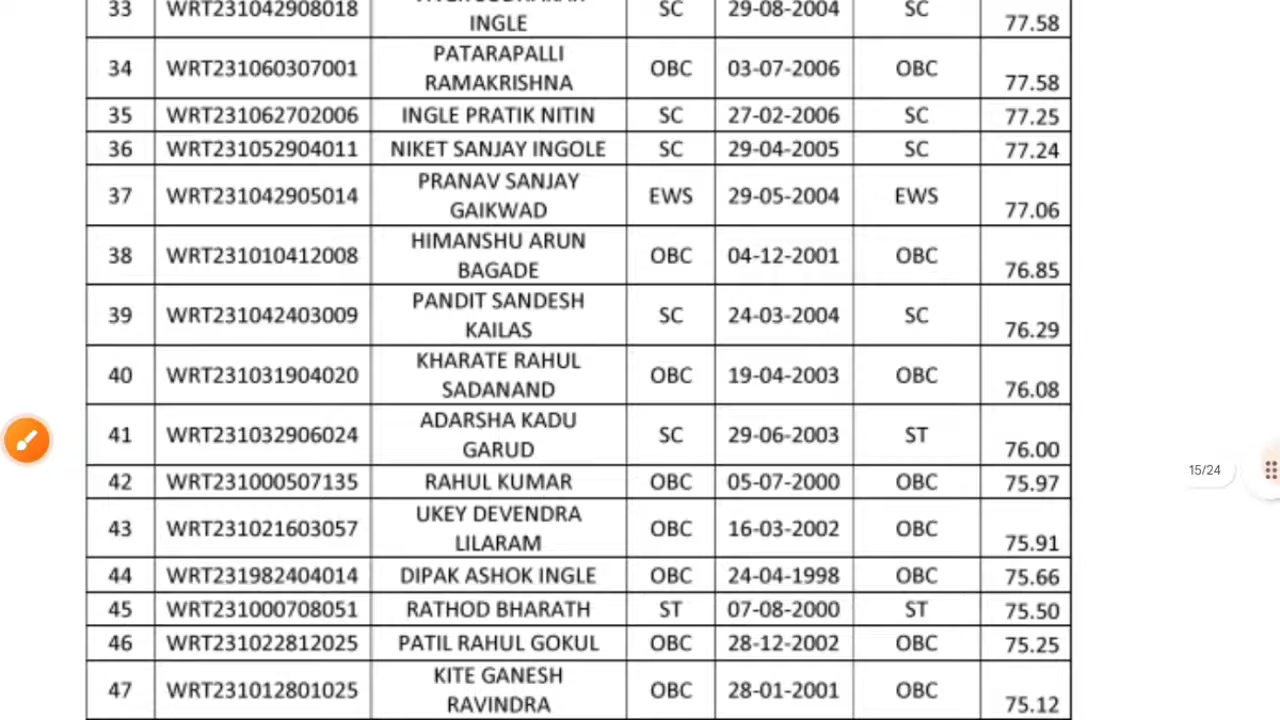 33 WRT231042908018 INGLE SC 29-08-2004 SC 77.58
34 WRT231060307001 PATARAPALLI RAMAKRISHNA OBC 03-07-2006 OBC 77.58
35 WRT231062702006 INGLE PRATIK NITIN SC 27-02-2006 SC 77.25
36 WRT231052904011 NIKET SANJAY INGOLE SC 29-04-2005 SC 77.24
37 WRT231042905014 PRANAV SANJAY GAIKWAD EWS 29-05-2004 EWS 77.06
38 WRT231010412008 HIMANSHU ARUN BAGADE OBC 04-12-2001 OBC 76.85
39 WRT231042403009 PANDIT SANDESH KAILAS SC 24-03-2004 SC 76.29
40 WRT231031904020 KHARATE RAHUL SADANAND OBC 19-04-2003 OBC 76.08
41 WRT231032906024 ADARSHA KADU GARUD SC 29-06-2003 ST 76.00
42 WRT231000507135 RAHUL KUMAR OBC 05-07-2000 OBC 75.97
43 WRT231021603057 UKEY DEVENDRA LILARAM OBC 16-03-2002 OBC 75.91
44 WRT231982404014 DIPAK ASHOK INGLE OBC 24-04-1998 OBC 75.66
45 WRT231000708051 RATHOD BHARATH ST 07-08-2000 ST 75.50
46 WRT231022812025 PATIL RAHUL GOKUL OBC 28-12-2002 OBC 75.25
47 WRT231012801025 KITE GANESH RAVINDRA OBC 28-01-2001 OBC 75.12
15/24